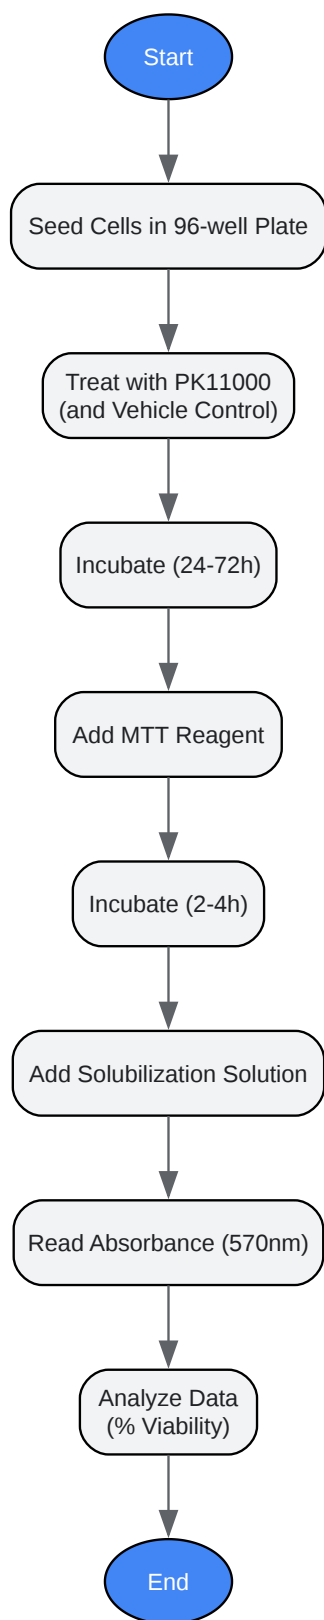 Start
Seed Cells in 96-well Plate
Treat with PK11000
(and Vehicle Control)
Incubate (24-72h)
Add MTT Reagent
Incubate (2-4h)
Add Solubilization Solution
Read Absorbance (570nm)
Analyze Data
(% Viability)
End